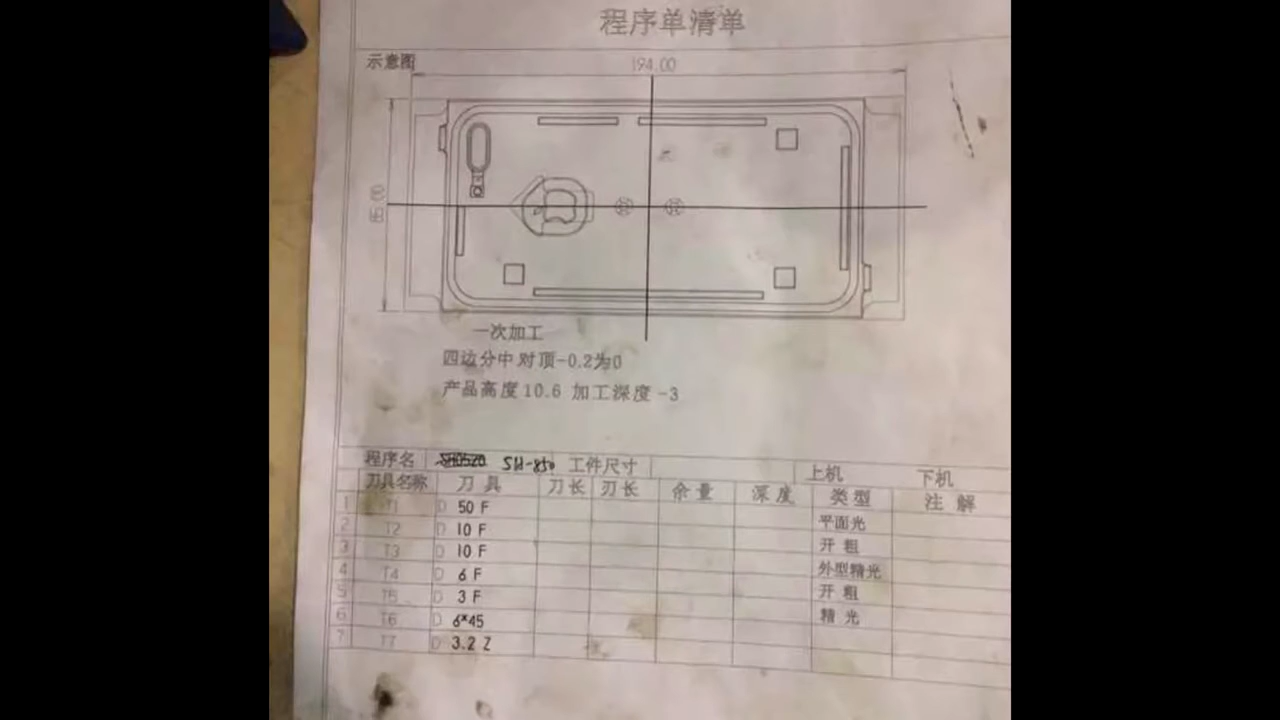 程序单清单
示意图
194.00
85.00
一次加工
四边分中对顶-0.2为0
产品高度10.6 加工深度-3
程序名 SH-850 工件尺寸 上机 下机
刀具名称 刀具 刀长 刃长 余量 深度 类型 注解
1 T1 D 50 F 平面光
2 T2 D 10 F 开粗
3 T3 D 10 F 外型精光
4 T4 D 6 F 开粗
5 T5 D 3 F 精光
6 T6 D 6*45
7 T7 D 3.2 Z